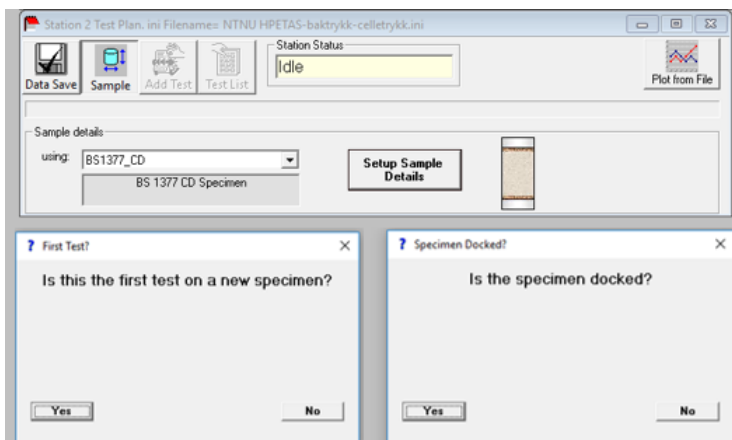 Station 2 Test Plan. ini Filename= NTNU HPETAS-baktrykk-celletrykk.ini
Data Save
Sample
Add Test
Test List
Station Status
Idle
Plot from File
Sample details
using:
BS1377_CD
BS 1377 CD Specimen
Setup Sample
Details
? First Test?
Is this the first test on a new specimen?
Yes
No
? Specimen Docked?
Is the specimen docked?
Yes
No